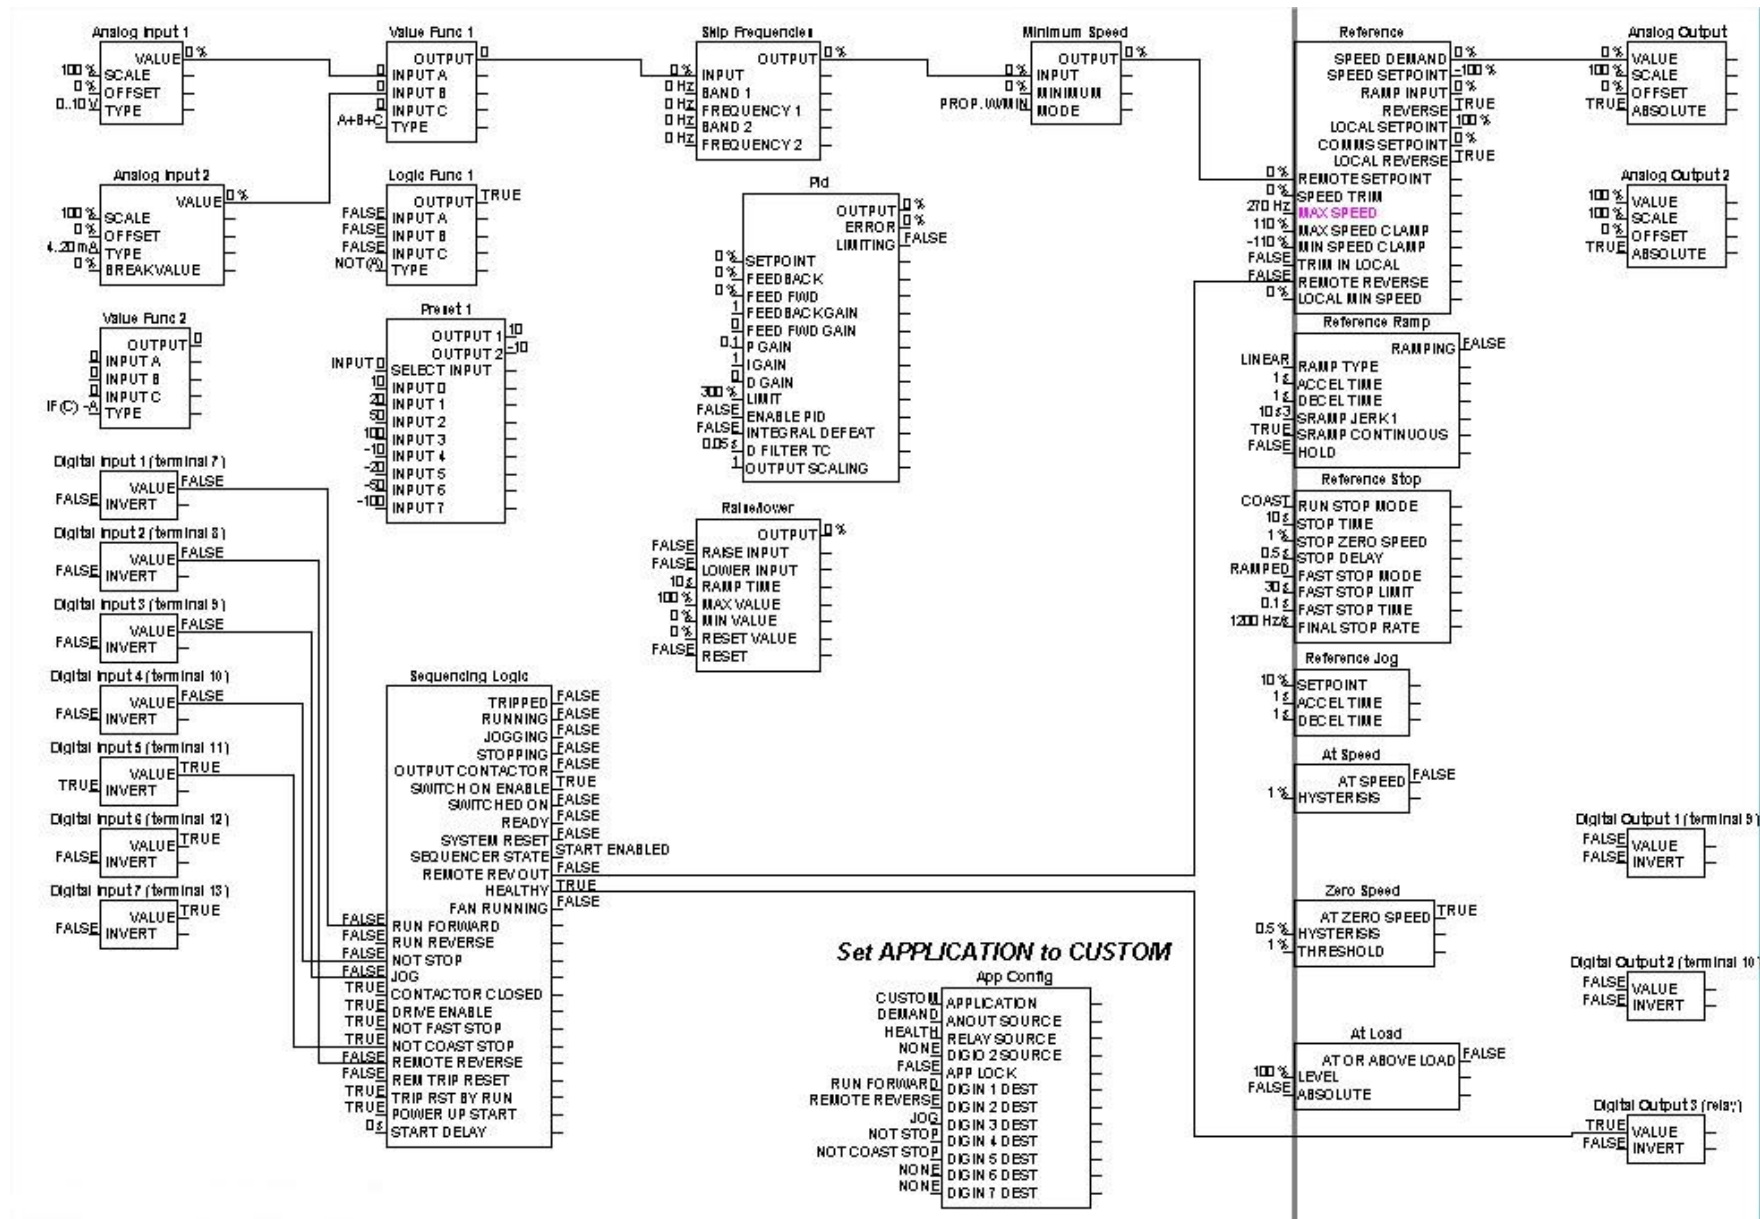 Analog Input 1
VALUE 0 %
100 % SCALE
0 % OFFSET
0..10 V TYPE
Value Func 1
OUTPUT 0
0 INPUT A
0 INPUT B
0 INPUT C
A+B+C TYPE
Skip Frequencies
OUTPUT 0 %
0 % INPUT
0 Hz BAND 1
0 Hz FREQUENCY 1
0 Hz BAND 2
0 Hz FREQUENCY 2
Minimum Speed
OUTPUT 0 %
0 % INPUT
0 % MINIMUM
PROP. W/MIN MODE
Reference
SPEED DEMAND 0 %
SPEED SETPOINT -100 %
RAMP INPUT 0 %
REVERSE TRUE
LOCAL SETPOINT 100 %
COMMS SETPOINT 0 %
LOCAL REVERSE TRUE
0 % REMOTE SETPOINT
0 % SPEED TRIM
270 Hz MAX SPEED
110 % MAX SPEED CLAMP
-110 % MIN SPEED CLAMP
FALSE TRIM IN LOCAL
FALSE REMOTE REVERSE
0 % LOCAL MIN SPEED
Analog Output
0 % VALUE
100 % SCALE
0 % OFFSET
TRUE ABSOLUTE
Analog Input 2
VALUE 0 %
100 % SCALE
0 % OFFSET
4..20 mA TYPE
0 % BREAK VALUE
Logic Func 1
OUTPUT TRUE
FALSE INPUT A
FALSE INPUT B
FALSE INPUT C
NOT(A) TYPE
Pid
OUTPUT 0 %
ERROR 0 %
LIMITING FALSE
0 % SETPOINT
0 % FEEDBACK
0 % FEED FWD
1 FEEDBACK GAIN
0 FEED FWD GAIN
0.1 P GAIN
1 I GAIN
0 D GAIN
300 % LIMIT
FALSE ENABLE PID
FALSE INTEGRAL DEFEAT
0.05 s D FILTER TC
1 OUTPUT SCALING
Analog Output 2
100 % VALUE
100 % SCALE
0 % OFFSET
TRUE ABSOLUTE
Value Func 2
OUTPUT 0
0 INPUT A
0 INPUT B
0 INPUT C
IF(C) -A TYPE
Preset 1
OUTPUT 1 10
OUTPUT 2 -10
INPUT 0 SELECT INPUT
10 INPUT 0
20 INPUT 1
50 INPUT 2
100 INPUT 3
-10 INPUT 4
-20 INPUT 5
-50 INPUT 6
-100 INPUT 7
Reference Ramp
RAMPING FALSE
LINEAR RAMP TYPE
1 s ACCEL TIME
1 s DECEL TIME
10 s3 SRAMP JERK 1
TRUE SRAMP CONTINUOUS
FALSE HOLD
Digital Input 1 (terminal 7)
VALUE FALSE
FALSE INVERT
Digital Input 2 (terminal 8)
VALUE FALSE
FALSE INVERT
Digital Input 3 (terminal 9)
VALUE FALSE
FALSE INVERT
Digital Input 4 (terminal 10)
VALUE FALSE
FALSE INVERT
Digital Input 5 (terminal 11)
VALUE TRUE
TRUE INVERT
Digital Input 6 (terminal 12)
VALUE TRUE
FALSE INVERT
Digital Input 7 (terminal 13)
VALUE TRUE
FALSE INVERT
Raise/lower
OUTPUT 0 %
FALSE RAISE INPUT
FALSE LOWER INPUT
10 s RAMP TIME
100 % MAX VALUE
0 % MIN VALUE
0 % RESET VALUE
FALSE RESET
Reference Stop
COAST RUN STOP MODE
10 s STOP TIME
1 % STOP ZERO SPEED
0.5 s STOP DELAY
RAMPED FAST STOP MODE
30 s FAST STOP LIMIT
0.1 s FAST STOP TIME
1200 Hz/s FINAL STOP RATE
Reference Jog
10 % SETPOINT
1 s ACCEL TIME
1 s DECEL TIME
Sequencing Logic
TRIPPED FALSE
RUNNING FALSE
JOGGING FALSE
STOPPING FALSE
OUTPUT CONTACTOR FALSE
SWITCH ON ENABLE TRUE
SWITCHED ON FALSE
READY FALSE
SYSTEM RESET FALSE
SEQUENCER STATE START ENABLED
REMOTE REV OUT FALSE
HEALTHY TRUE
FAN RUNNING FALSE
FALSE RUN FORWARD
FALSE RUN REVERSE
FALSE NOT STOP
FALSE JOG
TRUE CONTACTOR CLOSED
TRUE DRIVE ENABLE
TRUE NOT FAST STOP
TRUE NOT COAST STOP
FALSE REMOTE REVERSE
FALSE REM TRIP RESET
TRUE TRIP RST BY RUN
TRUE POWER UP START
0 s START DELAY
At Speed
AT SPEED FALSE
1 % HYSTERISIS
Digital Output 1 (terminal 9)
FALSE VALUE
FALSE INVERT
Zero Speed
AT ZERO SPEED TRUE
0.5 % HYSTERISIS
1 % THRESHOLD
Digital Output 2 (terminal 10
FALSE VALUE
FALSE INVERT
Set APPLICATION to CUSTOM
App Config
CUSTOM APPLICATION
DEMAND ANOUT SOURCE
HEALTH RELAY SOURCE
NONE DIGIO 2 SOURCE
FALSE APP LOCK
RUN FORWARD DIGIN 1 DEST
REMOTE REVERSE DIGIN 2 DEST
JOG DIGIN 3 DEST
NOT STOP DIGIN 4 DEST
NOT COAST STOP DIGIN 5 DEST
NONE DIGIN 6 DEST
NONE DIGIN 7 DEST
At Load
AT OR ABOVE LOAD FALSE
100 % LEVEL
FALSE ABSOLUTE
Digital Output 3 (relay)
TRUE VALUE
FALSE INVERT